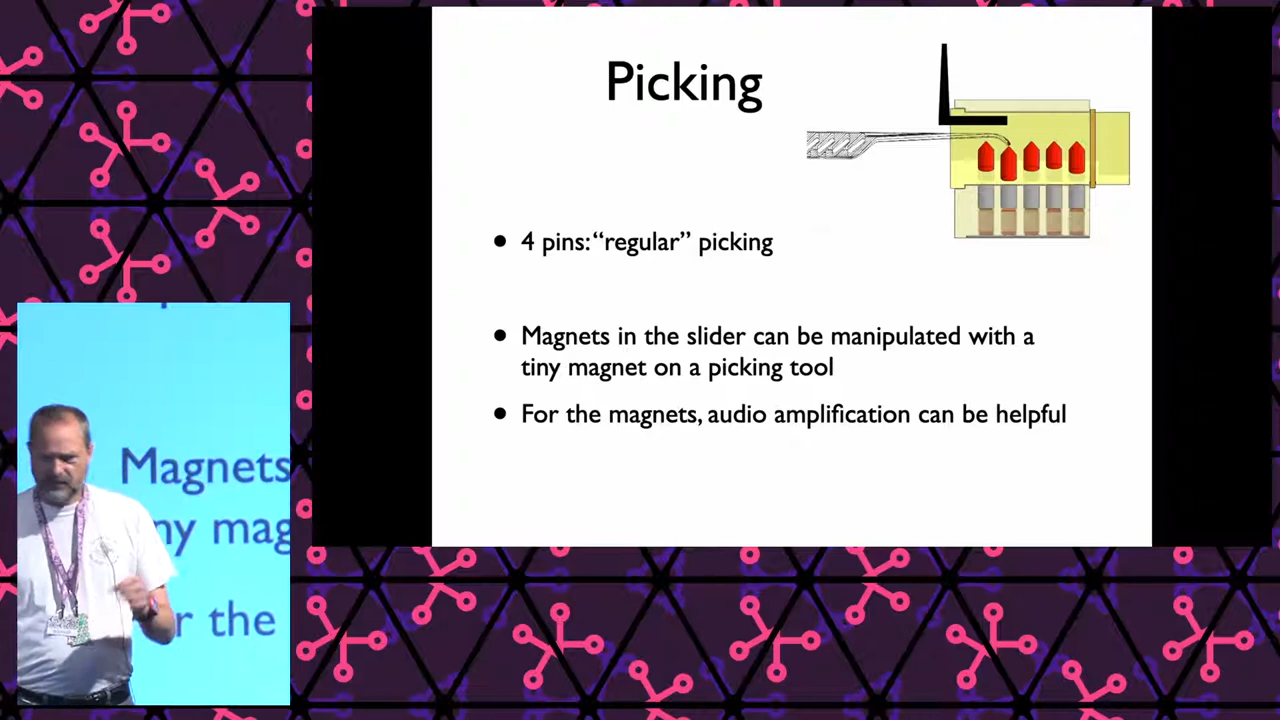 Picking
• 4 pins: “regular” picking
• Magnets in the slider can be manipulated with a
tiny magnet on a picking tool
• For the magnets, audio amplification can be helpful
Magnets
tiny mag
r the